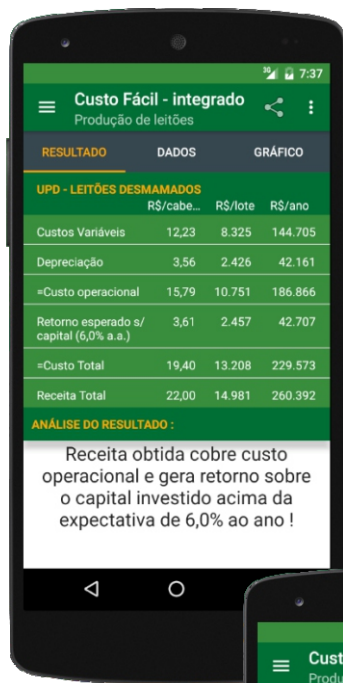 3G 7:37
Custo Fácil - integrado
Produção de leitões
RESULTADO DADOS GRÁFICO
UPD - LEITÕES DESMAMADOS
R$/cabe... R$/lote R$/ano
Custos Variáveis 12,23 8.325 144.705
Depreciação 3,56 2.426 42.161
=Custo operacional 15,79 10.751 186.866
Retorno esperado s/ 3,61 2.457 42.707
capital (6,0% a.a.)
=Custo Total 19,40 13.208 229.573
Receita Total 22,00 14.981 260.392
ANÁLISE DO RESULTADO :
Receita obtida cobre custo
operacional e gera retorno sobre
o capital investido acima da
expectativa de 6,0% ao ano !
Cust
Produ